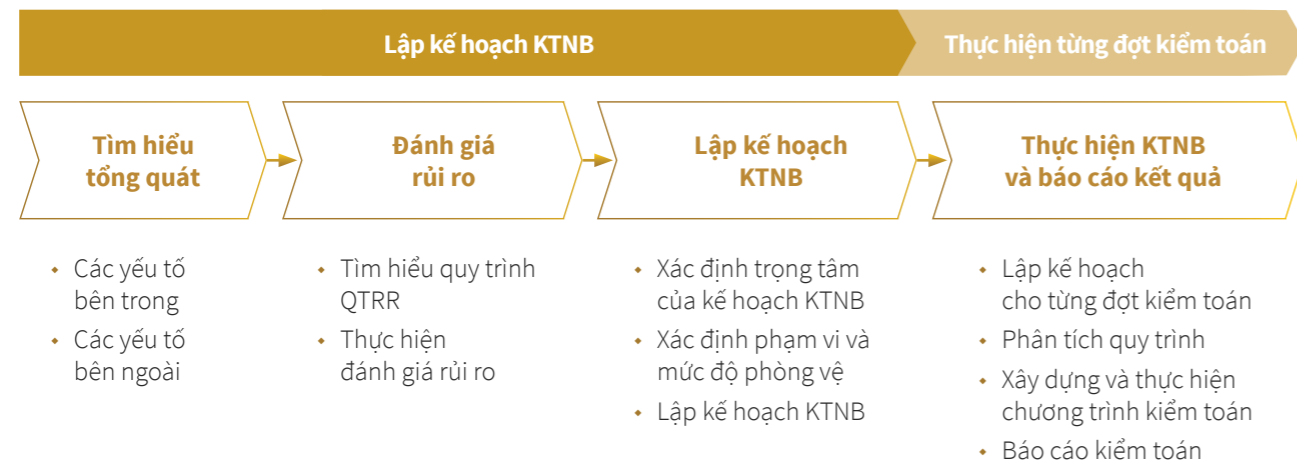 Lập kế hoạch KTNB
Thực hiện từng đợt kiểm toán
Tìm hiểu
tổng quát
Đánh giá
rủi ro
Lập kế hoạch
KTNB
Thực hiện KTNB
và báo cáo kết quả
• Các yếu tố
bên trong
• Các yếu tố
bên ngoài
• Tìm hiểu quy trình
QTRR
• Thực hiện
đánh giá rủi ro
• Xác định trọng tâm
của kế hoạch KTNB
• Xác định phạm vi và
mức độ phòng vệ
• Lập kế hoạch KTNB
• Lập kế hoạch
cho từng đợt kiểm toán
• Phân tích quy trình
• Xây dựng và thực hiện
chương trình kiểm toán
• Báo cáo kiểm toán